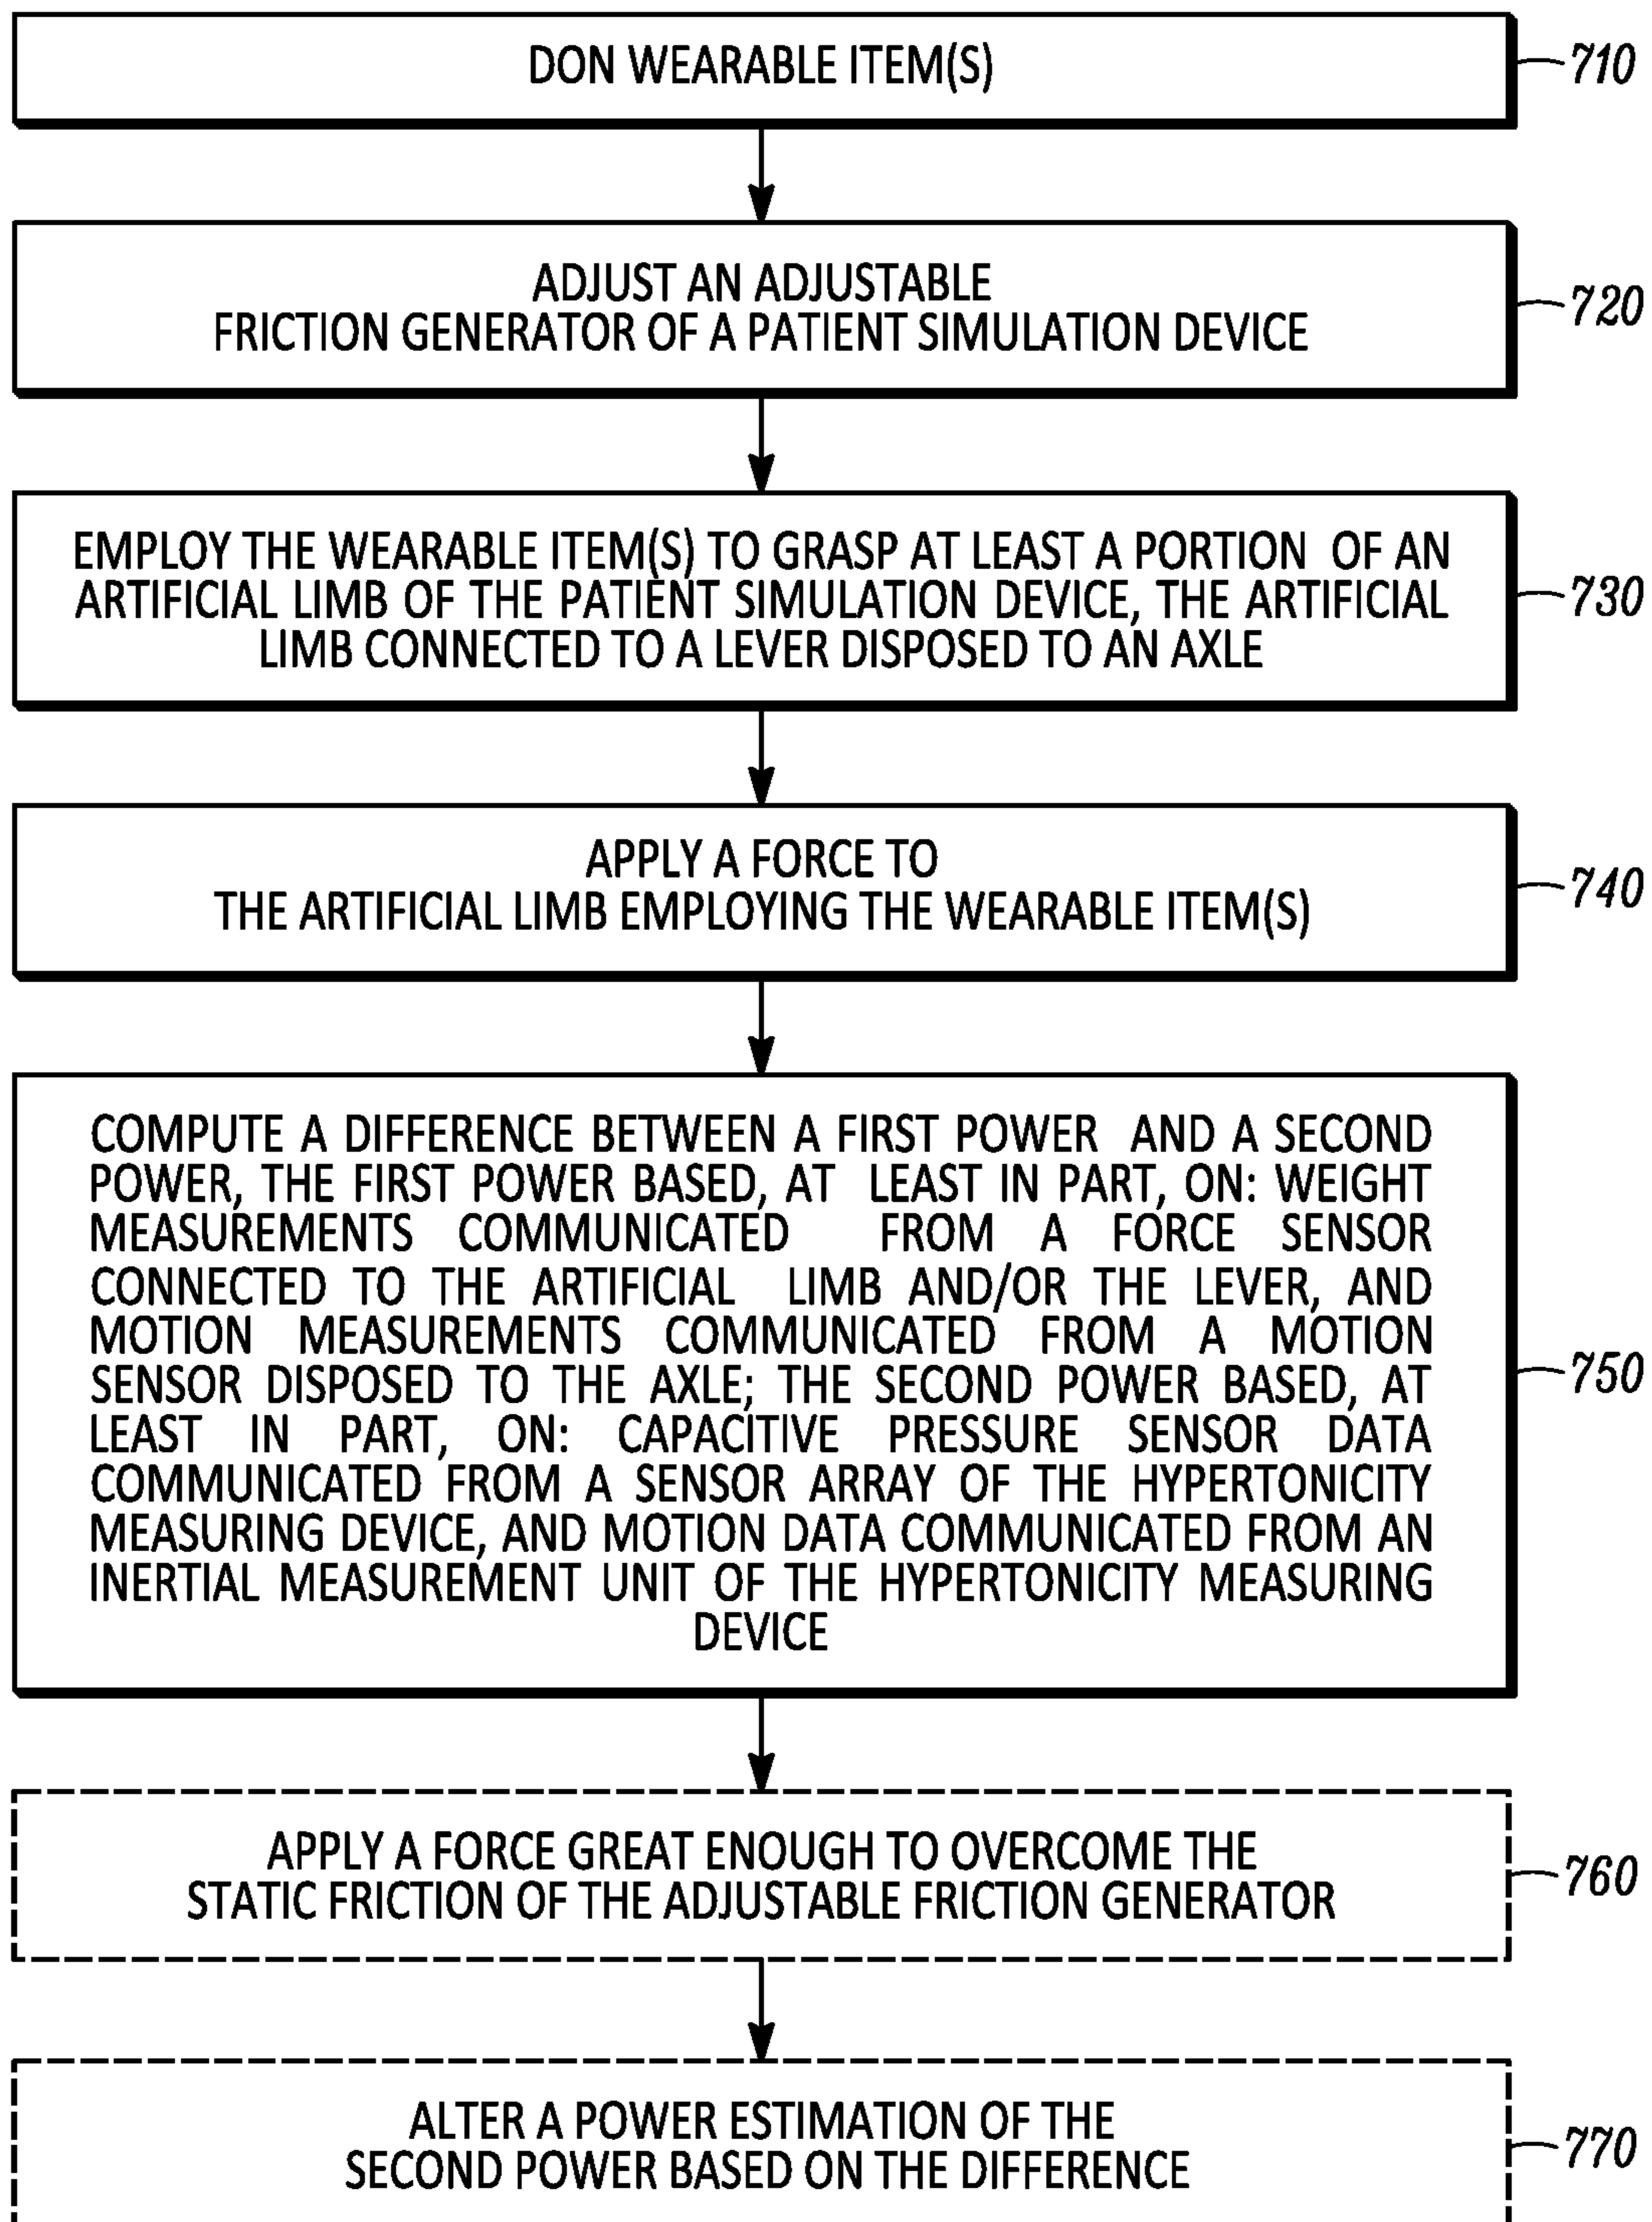 DON WEARABLE ITEM(S)
710
ADJUST AN ADJUSTABLE
FRICTION GENERATOR OF A PATIENT SIMULATION DEVICE
720
EMPLOY THE WEARABLE ITEM(S) TO GRASP AT LEAST A PORTION OF AN
ARTIFICIAL LIMB OF THE PATIENT SIMULATION DEVICE, THE ARTIFICIAL
LIMB CONNECTED TO A LEVER DISPOSED TO AN AXLE
730
APPLY A FORCE TO
THE ARTIFICIAL LIMB EMPLOYING THE WEARABLE ITEM(S)
740
COMPUTE A DIFFERENCE BETWEEN A FIRST POWER AND A SECOND
POWER, THE FIRST POWER BASED, AT LEAST IN PART, ON: WEIGHT
MEASUREMENTS COMMUNICATED FROM A FORCE SENSOR
CONNECTED TO THE ARTIFICIAL LIMB AND/OR THE LEVER, AND
MOTION MEASUREMENTS COMMUNICATED FROM A MOTION
SENSOR DISPOSED TO THE AXLE; THE SECOND POWER BASED, AT
LEAST IN PART, ON: CAPACITIVE PRESSURE SENSOR DATA
COMMUNICATED FROM A SENSOR ARRAY OF THE HYPERTONICITY
MEASURING DEVICE, AND MOTION DATA COMMUNICATED FROM AN
INERTIAL MEASUREMENT UNIT OF THE HYPERTONICITY MEASURING
DEVICE
750
APPLY A FORCE GREAT ENOUGH TO OVERCOME THE
STATIC FRICTION OF THE ADJUSTABLE FRICTION GENERATOR
760
ALTER A POWER ESTIMATION OF THE
SECOND POWER BASED ON THE DIFFERENCE
770